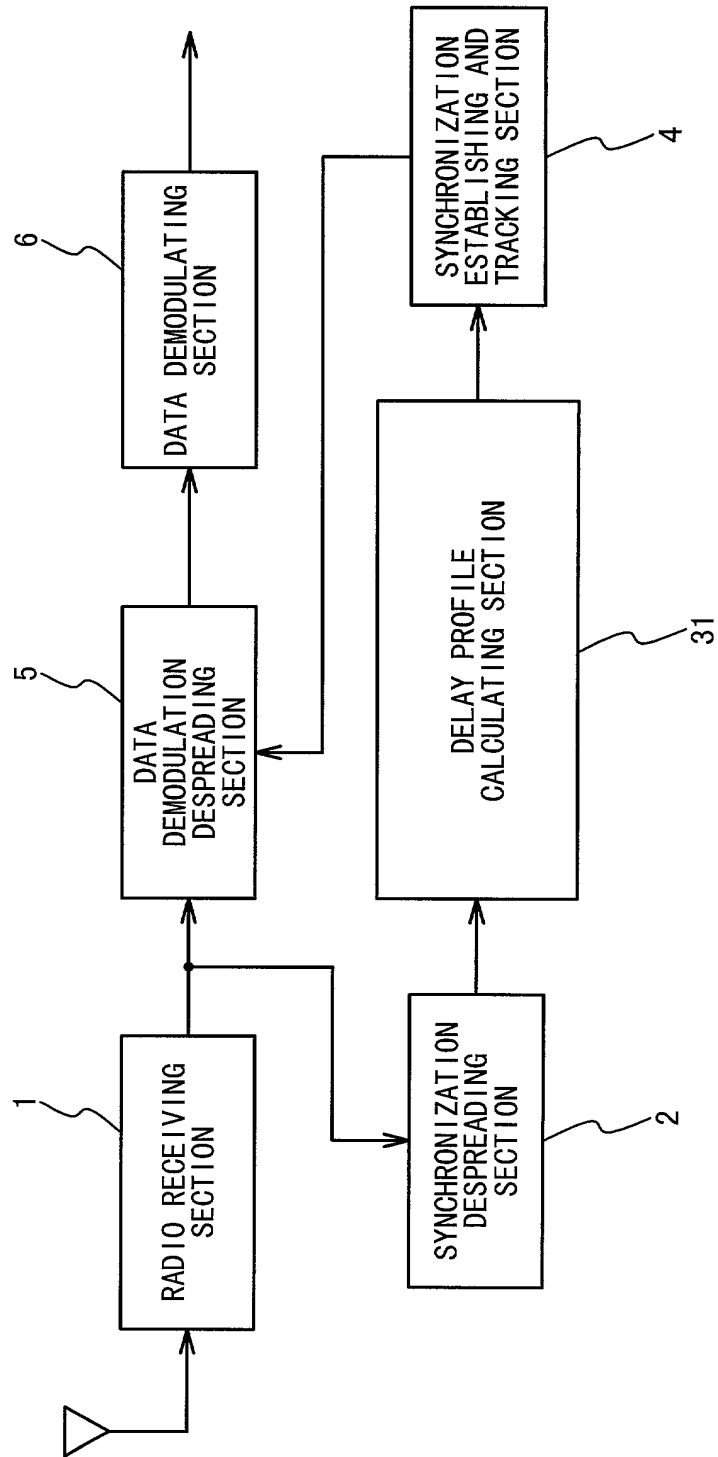 1
RADIO RECEIVING
SECTION
5
DATA
DEMODULATION
DESPREADING
SECTION
6
DATA DEMODULATING
SECTION
SYNCHRONIZATION
DESPREADING
SECTION
2
DELAY PROFILE
CALCULATING SECTION
31
SYNCHRONIZATION
ESTABLISHING AND
TRACKING SECTION
4